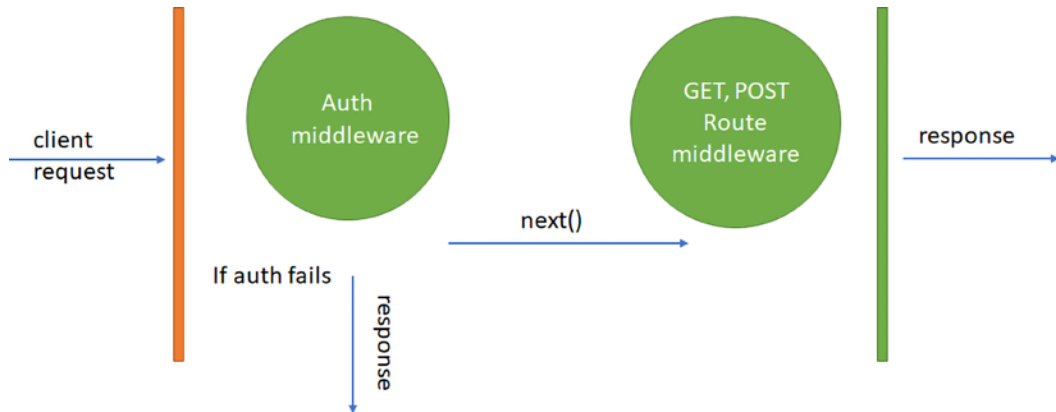 client
request
Auth
middleware
GET, POST
Route
middleware
response
next()
If auth fails
response